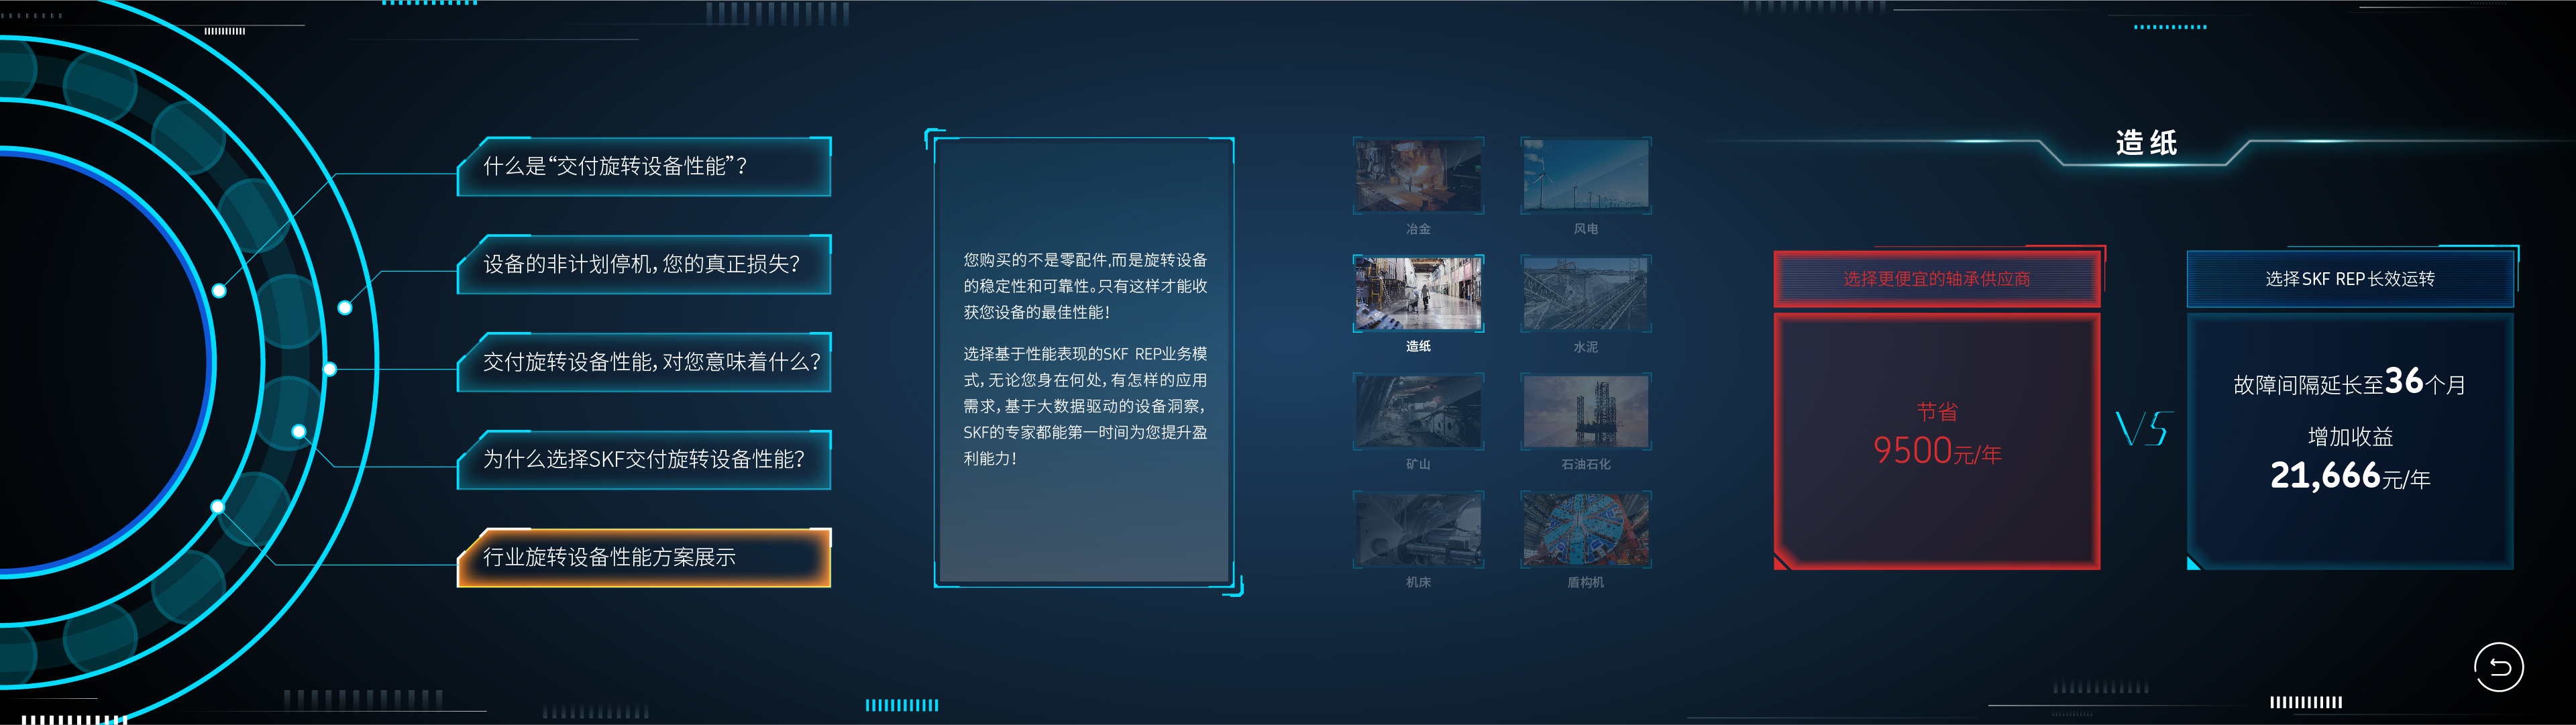 什么是“交付旋转设备性能”？
设备的非计划停机，您的真正损失？
交付旋转设备性能，对您意味着什么？
为什么选择SKF交付旋转设备性能？
行业旋转设备性能方案展示
您购买的不是零配件,而是旋转设备
的稳定性和可靠性。只有这样才能收
获您设备的最佳性能！
选择基于性能表现的SKF REP业务模
式，无论您身在何处，有怎样的应用
需求，基于大数据驱动的设备洞察，
SKF的专家都能第一时间为您提升盈
利能力！
冶金
风电
造纸
水泥
矿山
石油石化
机床
盾构机
造纸
选择更便宜的轴承供应商
节省
9500元/年
VS
选择SKF REP长效运转
故障间隔延长至36个月
增加收益
21,666元/年